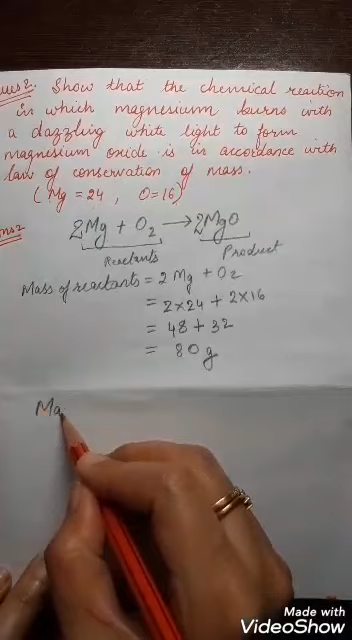 Ques2. Show that the chemical reaction
in which magnesium burns with
a dazzling white light to form
magnesium oxide is in accordance with
law of conservation of mass.
(Mg = 24, O=16)
Ans2
2Mg + O2 → 2MgO
Reactants Product
Mass of reactants = 2 Mg + O2
= 2×24 + 2×16
= 48 + 32
= 80 g
Ma
Made with
VideoShow